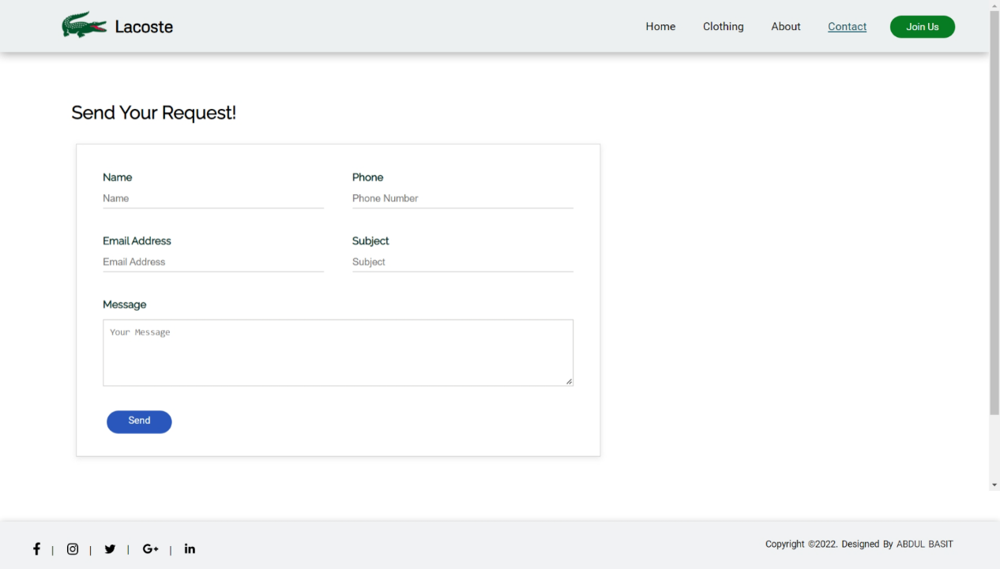 Lacoste
Home Clothing About Contact Join Us
Send Your Request!
Name Phone
Name Phone Number
Email Address Subject
Email Address Subject
Message
Your Message
Send
f | | | G+ | in
Copyright ©2022. Designed By ABDUL BASIT